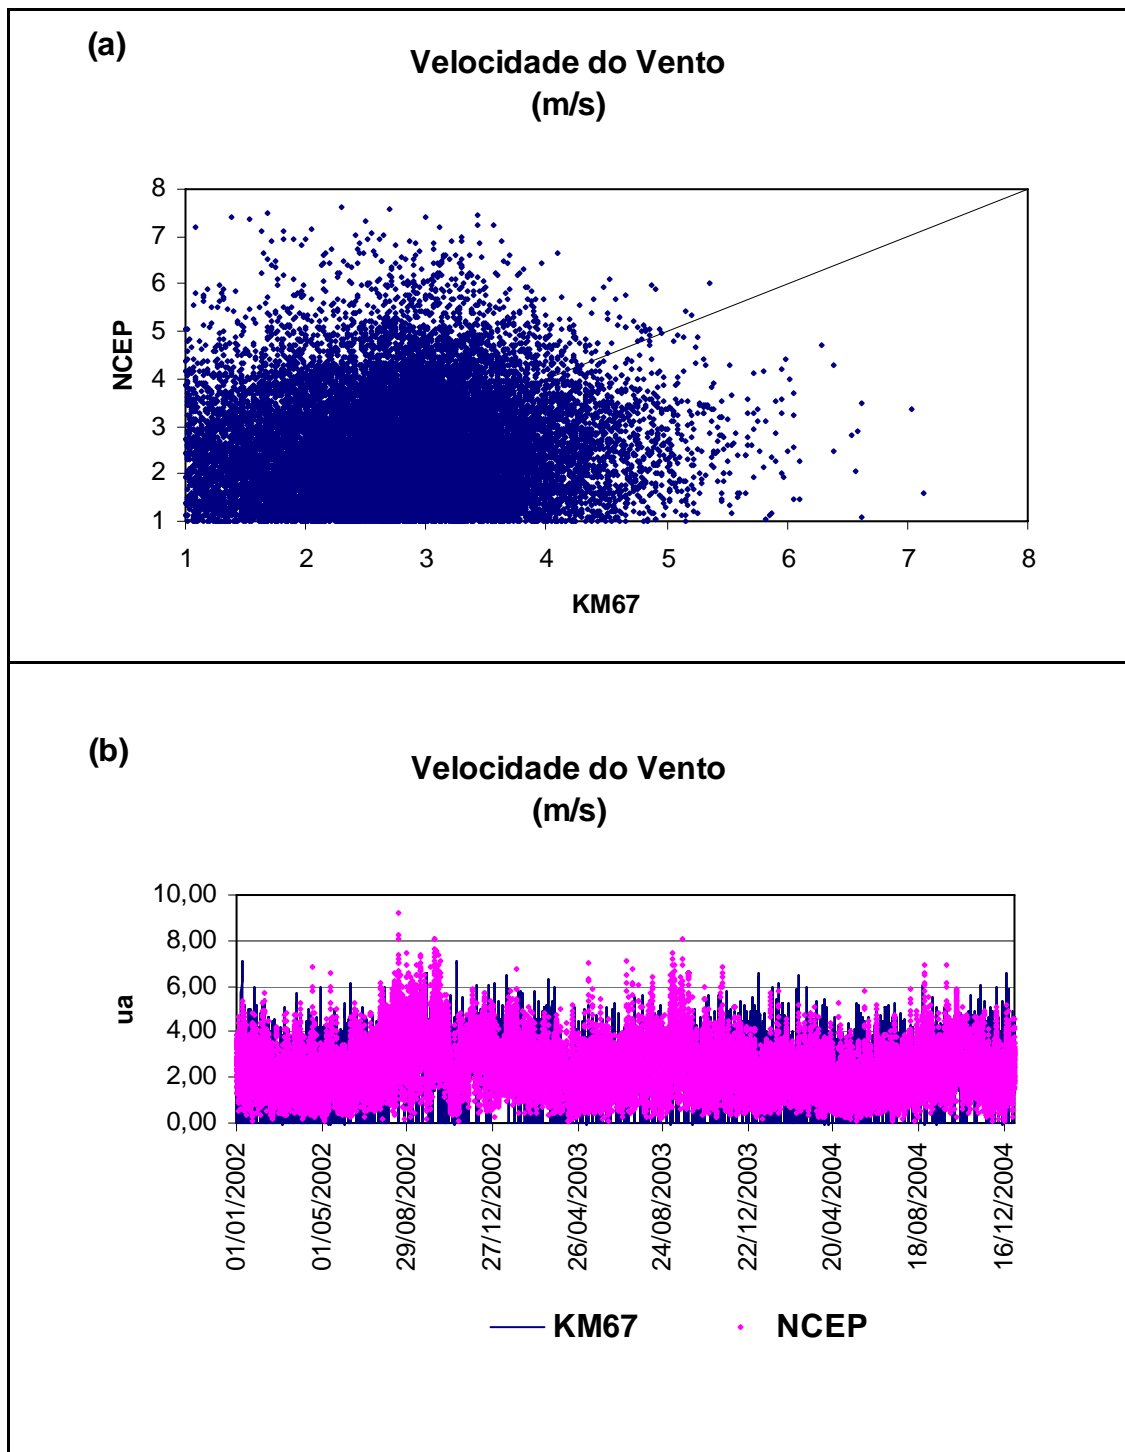 (a)
Velocidade do Vento
(m/s)
8
7
6
5
4
3
2
1
NCEP
1 2 3 4 5 6 7 8
KM67
(b)
Velocidade do Vento
(m/s)
10,00
8,00
6,00
4,00
2,00
0,00
ua
01/01/2002
01/05/2002
29/08/2002
27/12/2002
26/04/2003
24/08/2003
22/12/2003
20/04/2004
18/08/2004
16/12/2004
KM67 NCEP